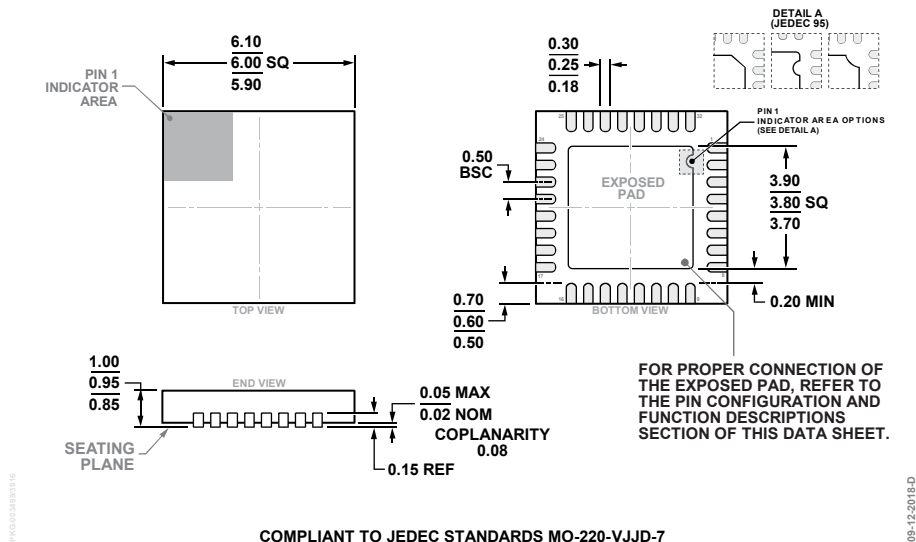 DETAIL A
(JEDEC 95)
6.10
6.00 SQ
5.90
0.30
0.25
0.18
PIN 1
INDICATOR
AREA
PIN 1
INDICATOR AREA OPTIONS
(SEE DETAIL A)
25
32
24
1
0.50
BSC
EXPOSED
PAD
3.90
3.80 SQ
3.70
17
8
16
9
0.70
0.60
0.50
0.20 MIN
TOP VIEW
BOTTOM VIEW
1.00
0.95
0.85
END VIEW
0.05 MAX
0.02 NOM
COPLANARITY
0.08
0.15 REF
SEATING
PLANE
FOR PROPER CONNECTION OF
THE EXPOSED PAD, REFER TO
THE PIN CONFIGURATION AND
FUNCTION DESCRIPTIONS
SECTION OF THIS DATA SHEET.
PKG-003499/3916
09-12-2018-D
COMPLIANT TO JEDEC STANDARDS MO-220-VJJD-7